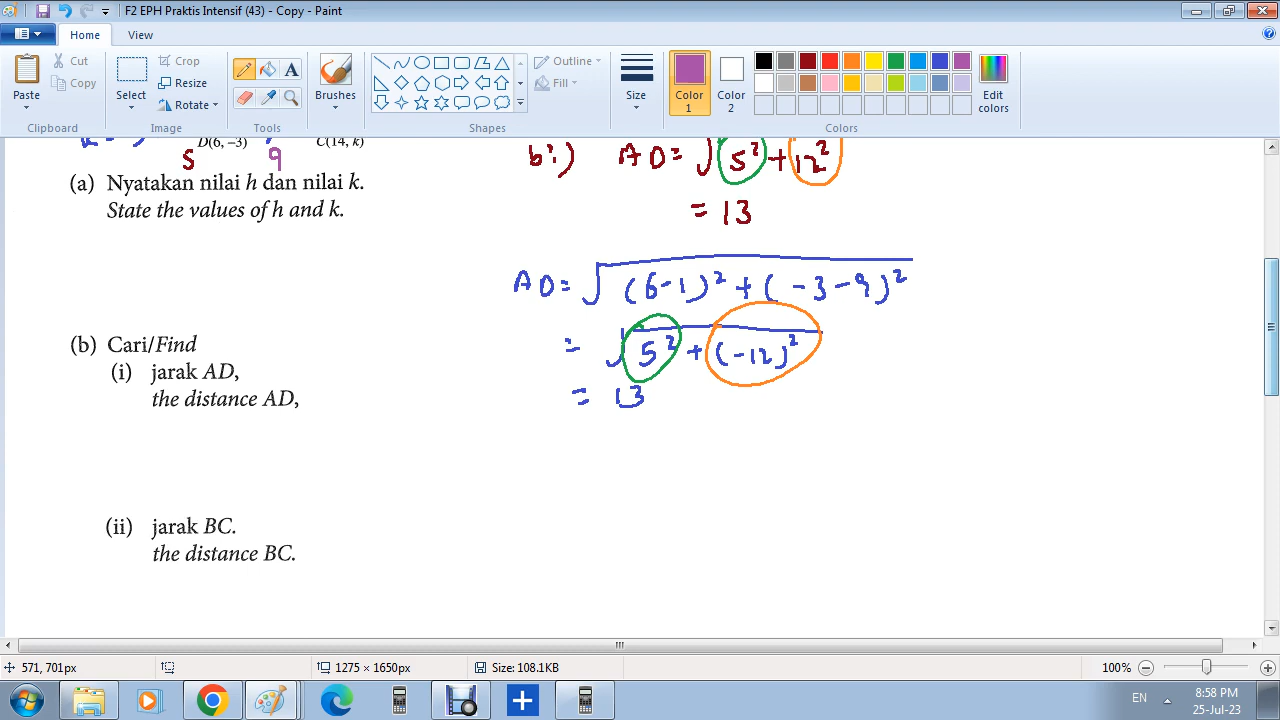 F2 EPH Praktis Intensif (43) - Copy - Paint
Home View
Paste Cut Copy Select Crop Resize Rotate Brushes Outline Fill Size Color 1 Color 2 Edit colors
Clipboard Image Tools Shapes Colors
D(6, −3) C(14, k)
5 9
b i) AD = √5² + 12²
= 13
(a) Nyatakan nilai h dan nilai k.
State the values of h and k.
AD = √(6-1)² + (-3-9)²
= √5² + (-12)²
= 13
(b) Cari/Find
(i) jarak AD,
the distance AD,
(ii) jarak BC.
the distance BC.
571, 701px 1275 × 1650px Size: 108.1KB 100%
EN 8:58 PM
25-Jul-23